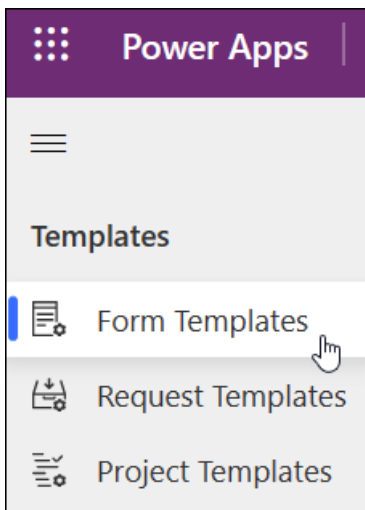 Power Apps
Templates
Form Templates
Request Templates
Project Templates